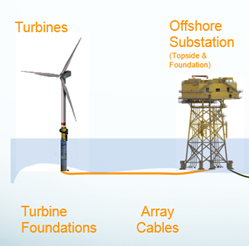 Turbines
Offshore
Substation
(Topside &
Foundation)
Turbine
Foundations
Array
Cables